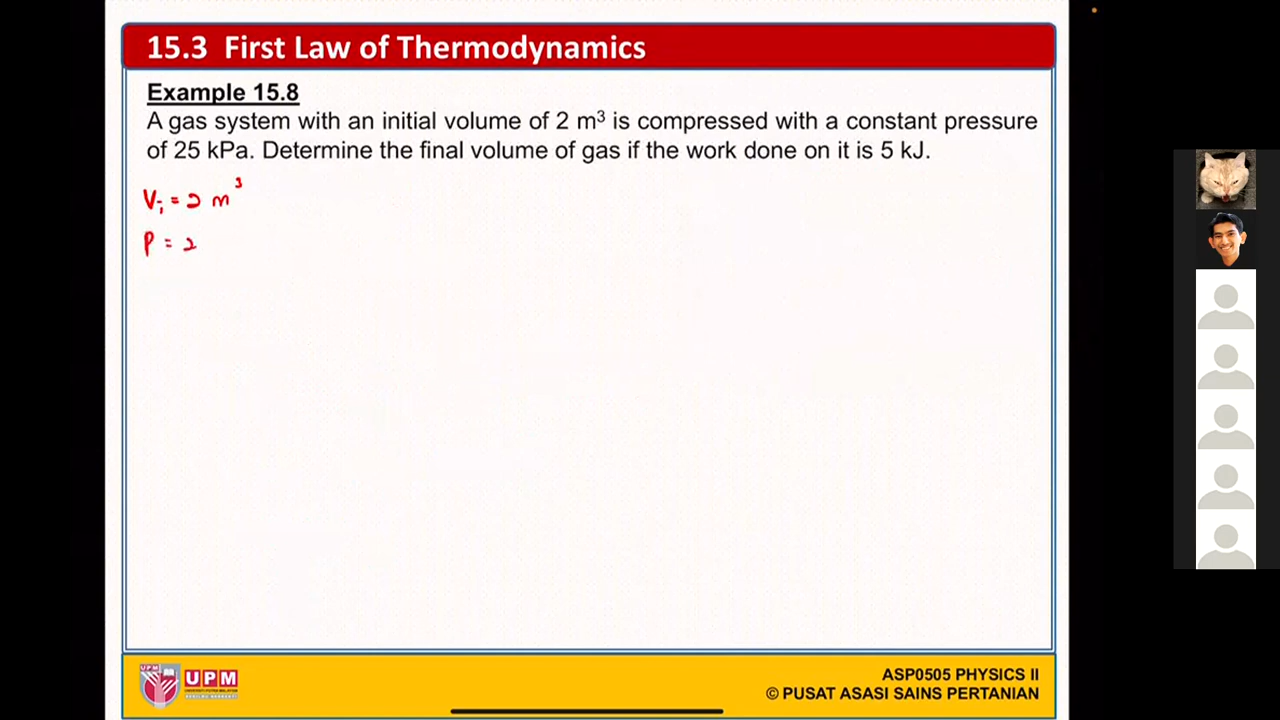 15.3 First Law of Thermodynamics
Example 15.8
A gas system with an initial volume of 2 m³ is compressed with a constant pressure
of 25 kPa. Determine the final volume of gas if the work done on it is 5 kJ.
Vi = 2 m³
P = 2
UPM
UPM
ASP0505 PHYSICS II
© PUSAT ASASI SAINS PERTANIAN